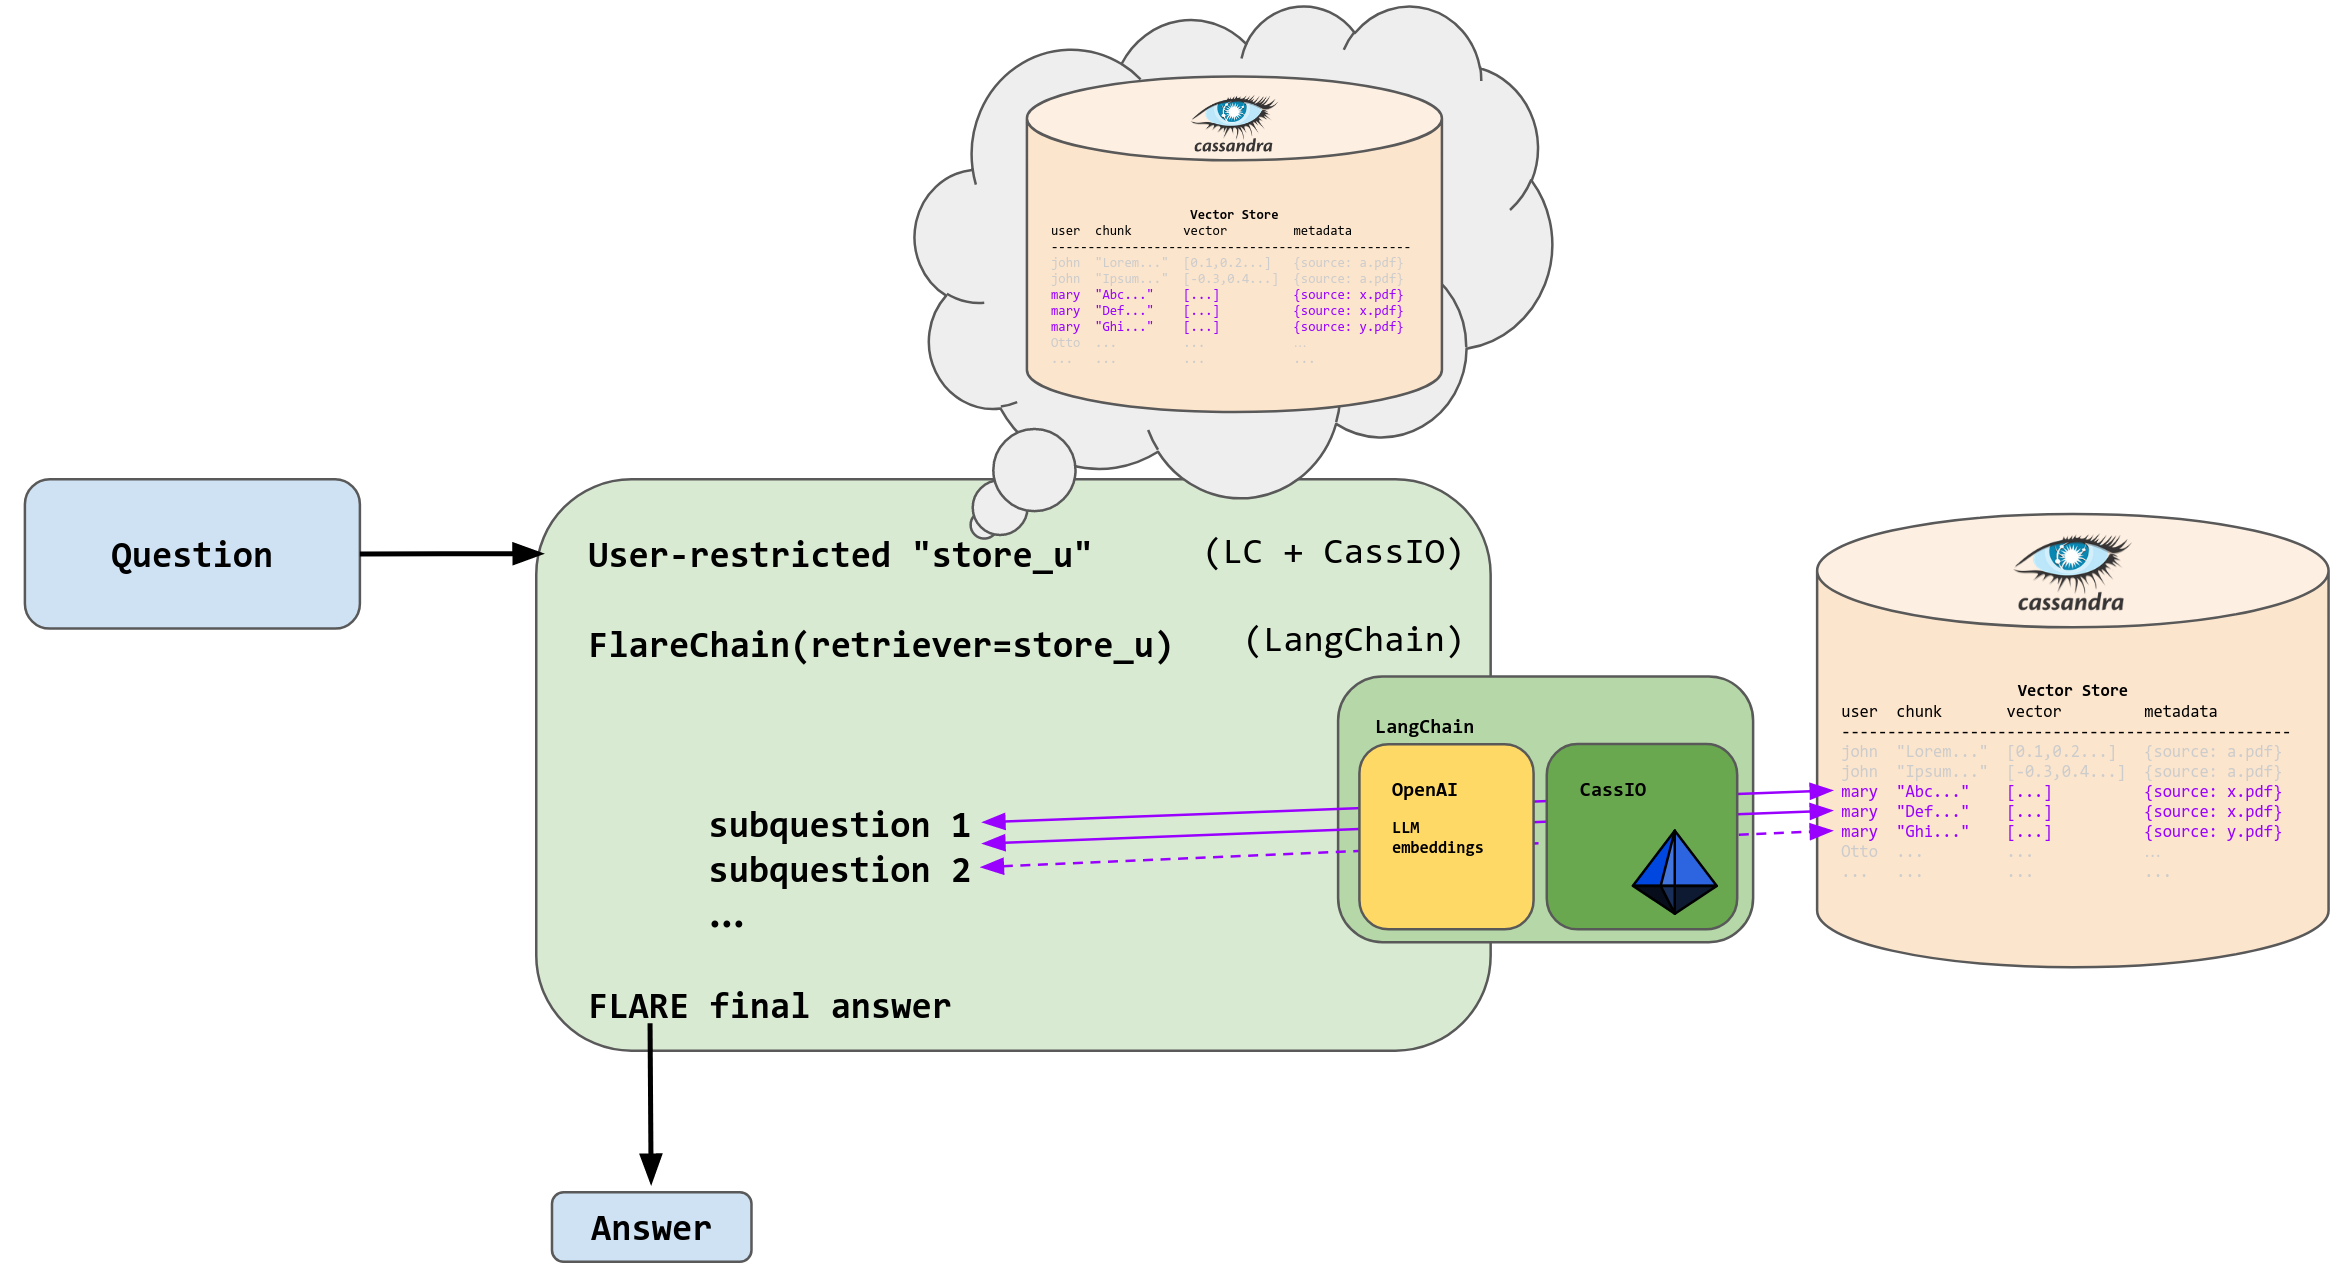 cassandra
Vector Store
user chunk vector metadata
-------------------------------------------------
john "Lorem..." [0.1,0.2...] {source: a.pdf}
john "Ipsum..." [-0.3,0.4...] {source: a.pdf}
mary "Abc..." [...] {source: x.pdf}
mary "Def..." [...] {source: x.pdf}
mary "Ghi..." [...] {source: y.pdf}
Otto ... ... ...
... ... ... ...
Question
User-restricted "store_u" (LC + CassIO)
FlareChain(retriever=store_u) (LangChain)
subquestion 1
subquestion 2
...
FLARE final answer
LangChain
OpenAI
LLM
embeddings
CassIO
cassandra
Vector Store
user chunk vector metadata
-------------------------------------------------
john "Lorem..." [0.1,0.2...] {source: a.pdf}
john "Ipsum..." [-0.3,0.4...] {source: a.pdf}
mary "Abc..." [...] {source: x.pdf}
mary "Def..." [...] {source: x.pdf}
mary "Ghi..." [...] {source: y.pdf}
Otto ... ... ...
... ... ... ...
Answer